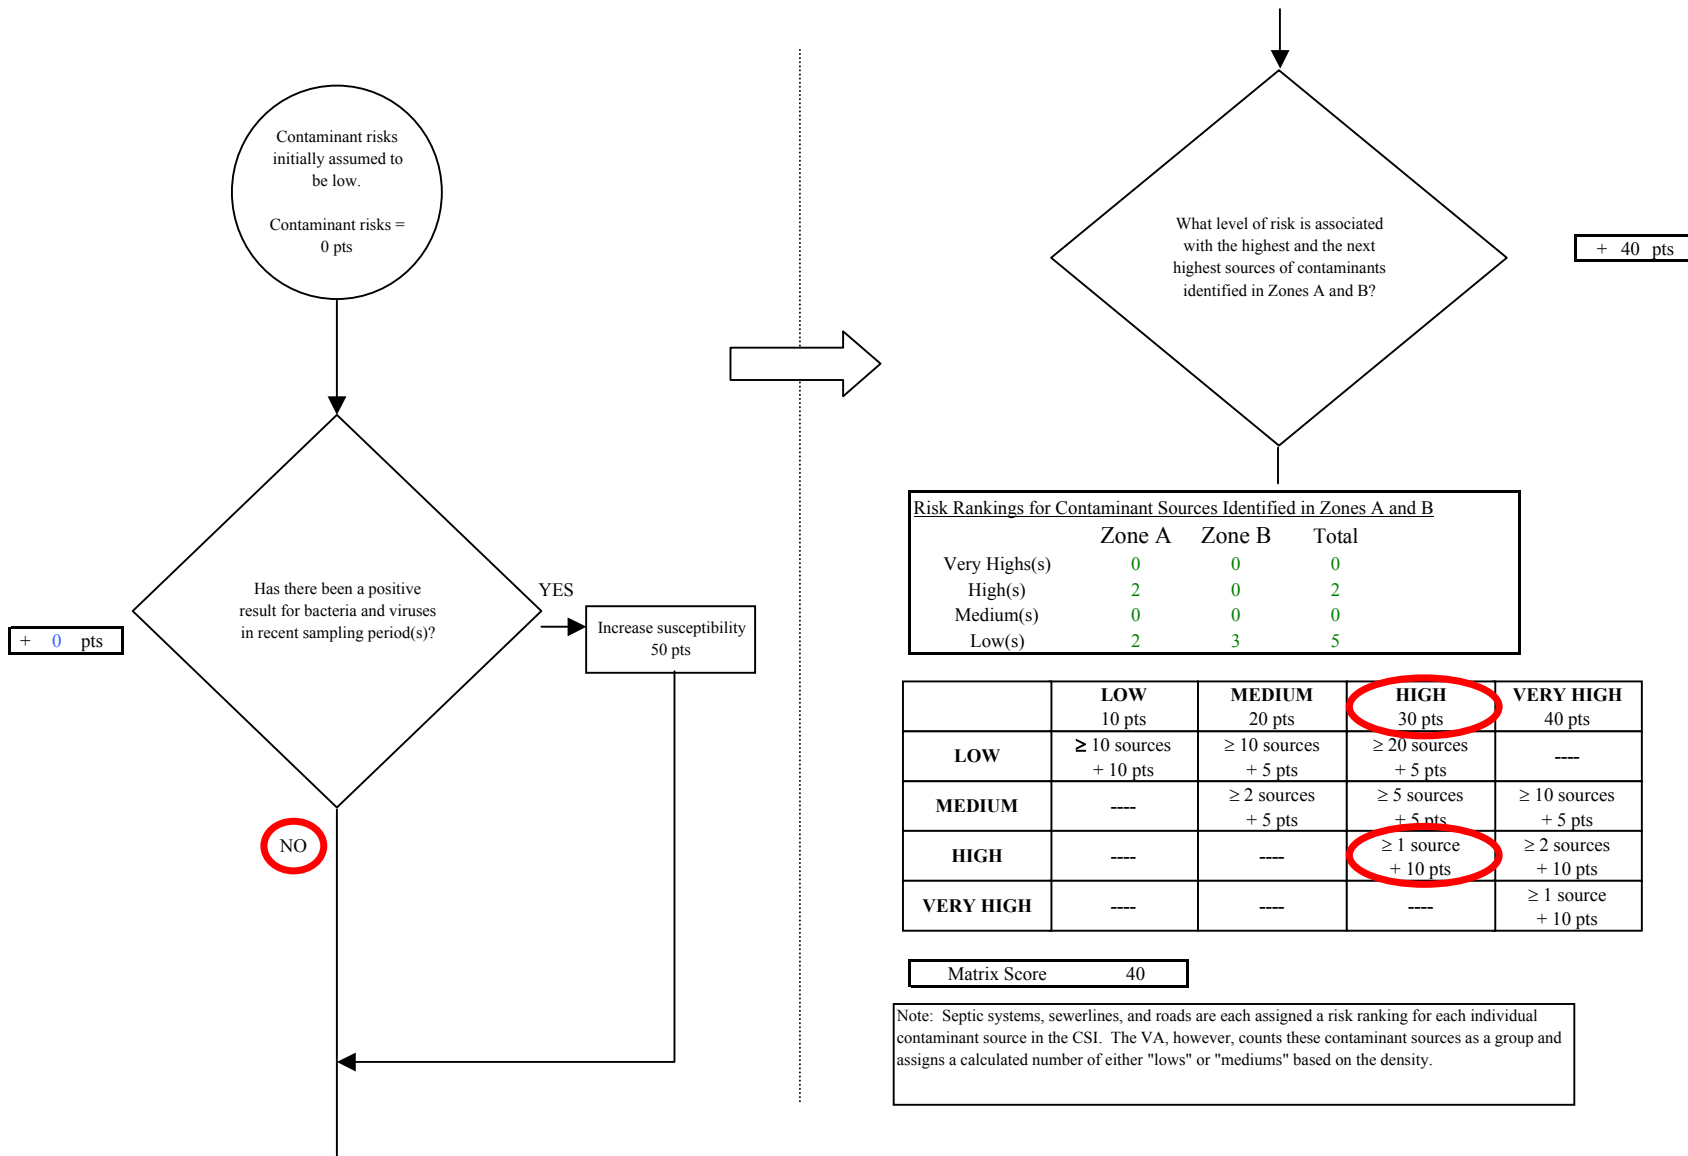 Contaminant risks
initially assumed to
be low.
Contaminant risks =
0 pts
Has there been a positive
result for bacteria and viruses
in recent sampling period(s)?
YES
+ 0 pts
Increase susceptibility
50 pts
NO
What level of risk is associated
with the highest and the next
highest sources of contaminants
identified in Zones A and B?
+ 40 pts
Risk Rankings for Contaminant Sources Identified in Zones A and B
Zone A Zone B Total
Very Highs(s) 0 0 0
High(s) 2 0 2
Medium(s) 0 0 0
Low(s) 2 3 5
LOW MEDIUM HIGH VERY HIGH
10 pts 20 pts 30 pts 40 pts
LOW ≥ 10 sources + 10 pts ≥ 10 sources + 5 pts ≥ 20 sources + 5 pts ----
MEDIUM ---- ≥ 2 sources + 5 pts ≥ 5 sources + 5 pts ≥ 10 sources + 5 pts
HIGH ---- ---- ≥ 1 source + 10 pts ≥ 2 sources + 10 pts
VERY HIGH ---- ---- ---- ≥ 1 source + 10 pts
Matrix Score 40
Note: Septic systems, sewerlines, and roads are each assigned a risk ranking for each individual
contaminant source in the CSI. The VA, however, counts these contaminant sources as a group and
assigns a calculated number of either "lows" or "mediums" based on the density.